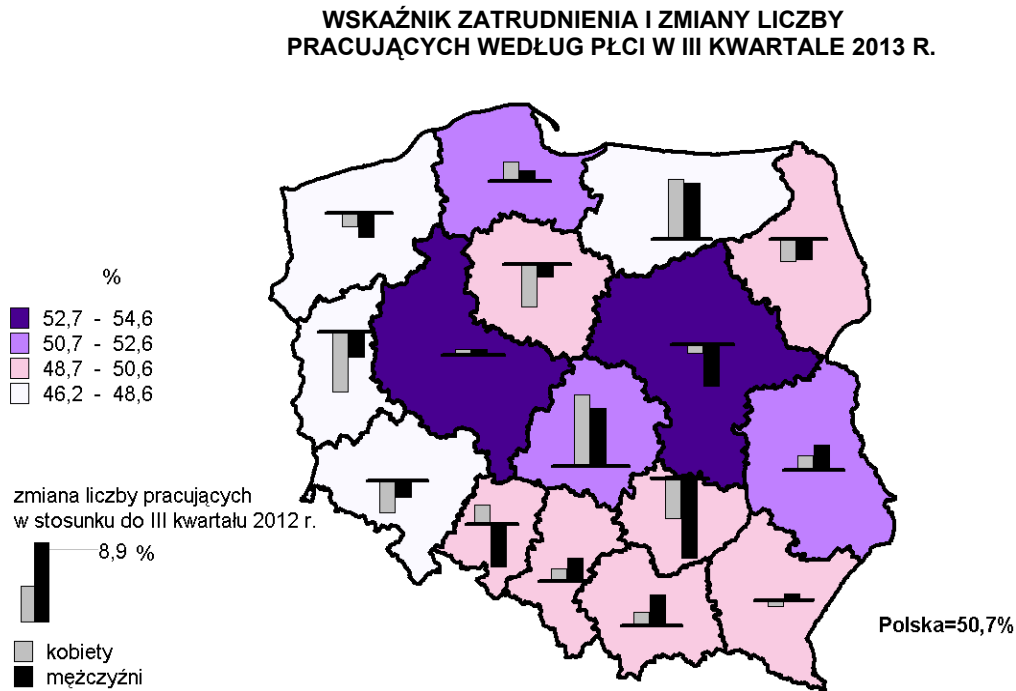 WSKAŹNIK ZATRUDNIENIA I ZMIANY LICZBY
PRACUJĄCYCH WEDŁUG PŁCI W III KWARTALE 2013 R.
%
52,7 - 54,6
50,7 - 52,6
48,7 - 50,6
46,2 - 48,6
zmiana liczby pracujących
w stosunku do III kwartału 2012 r.
8,9 %
kobiety
mężczyźni
Polska=50,7%